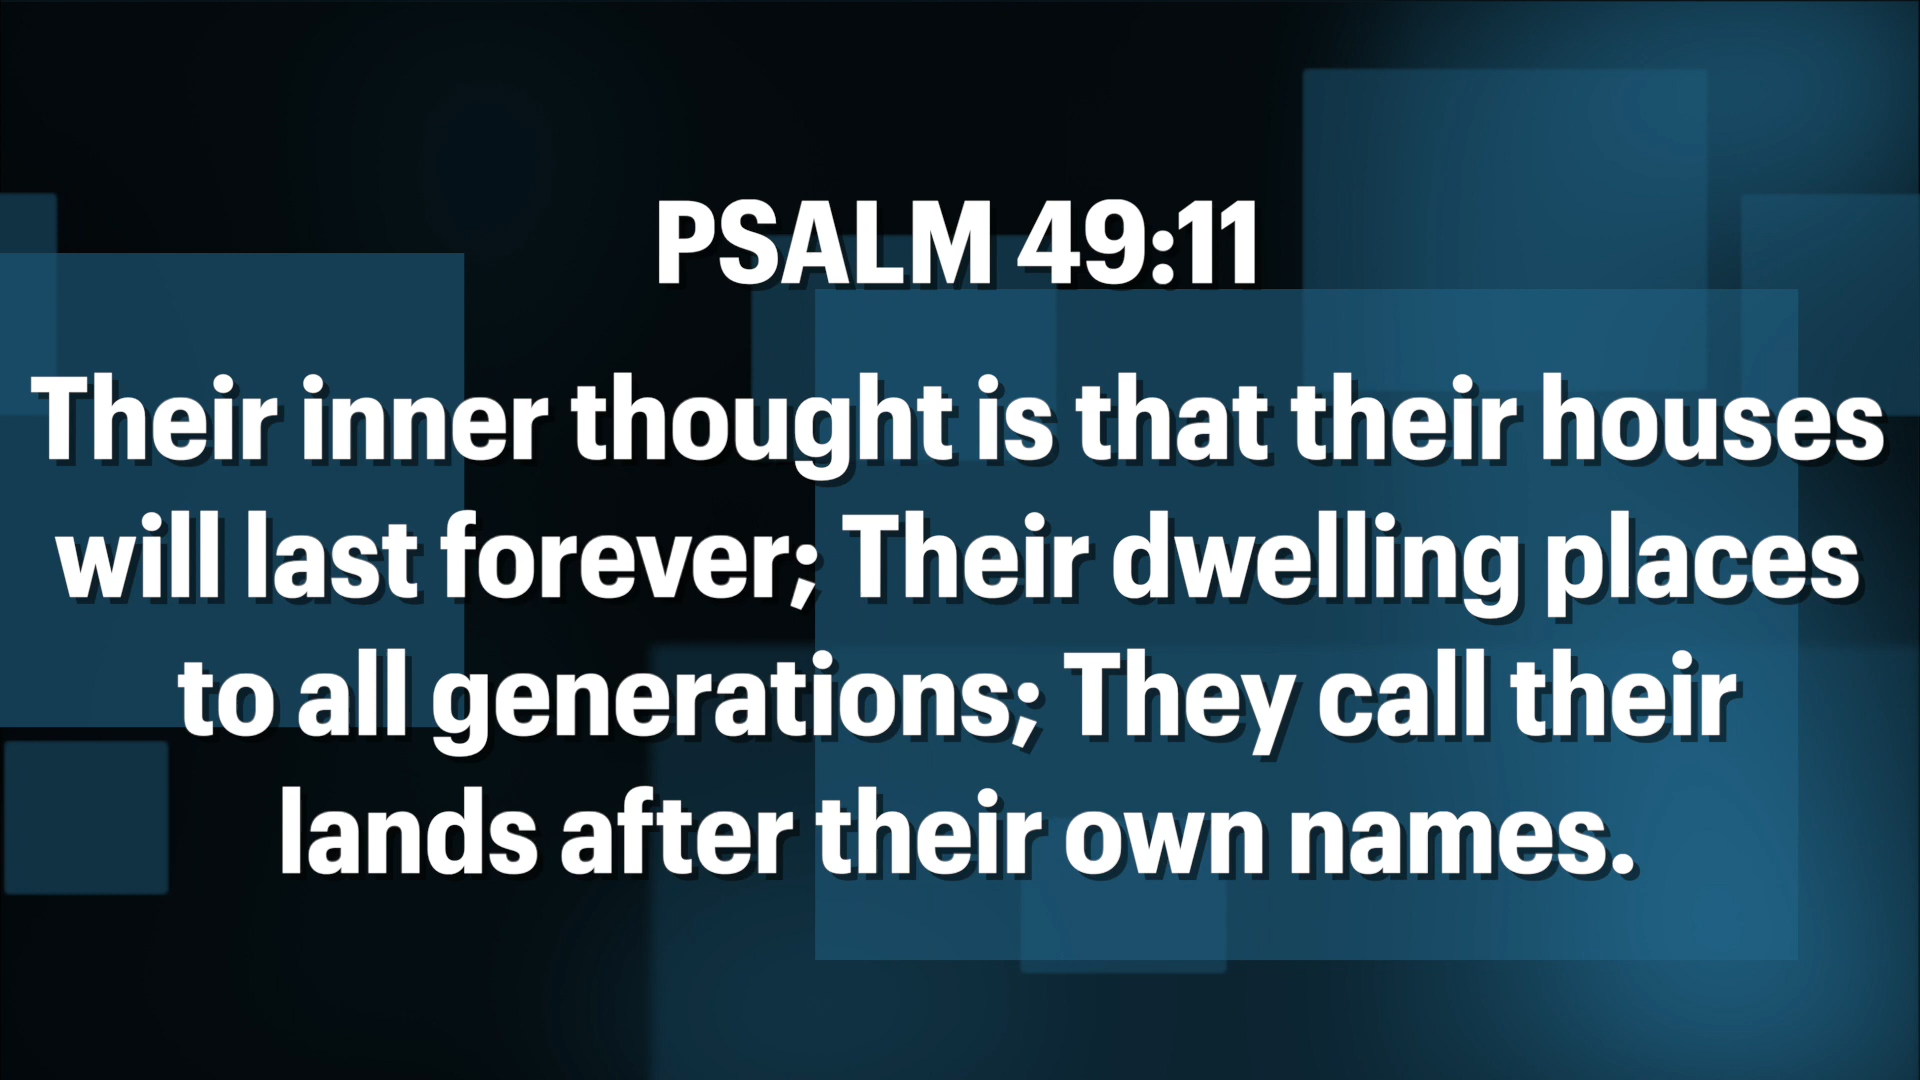 PSALM 49:11
Their inner thought is that their houses
will last forever; Their dwelling places
to all generations; They call their
lands after their own names.